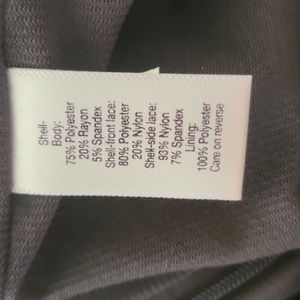 Shell-
Body:
75% Polyester
20% Rayon
5% Spandex
Shell-front lace:
80% Polyester
20% Nylon
Shell-side lace:
93% Nylon
7% Spandex
Lining:
100% Polyester
Care on reverse